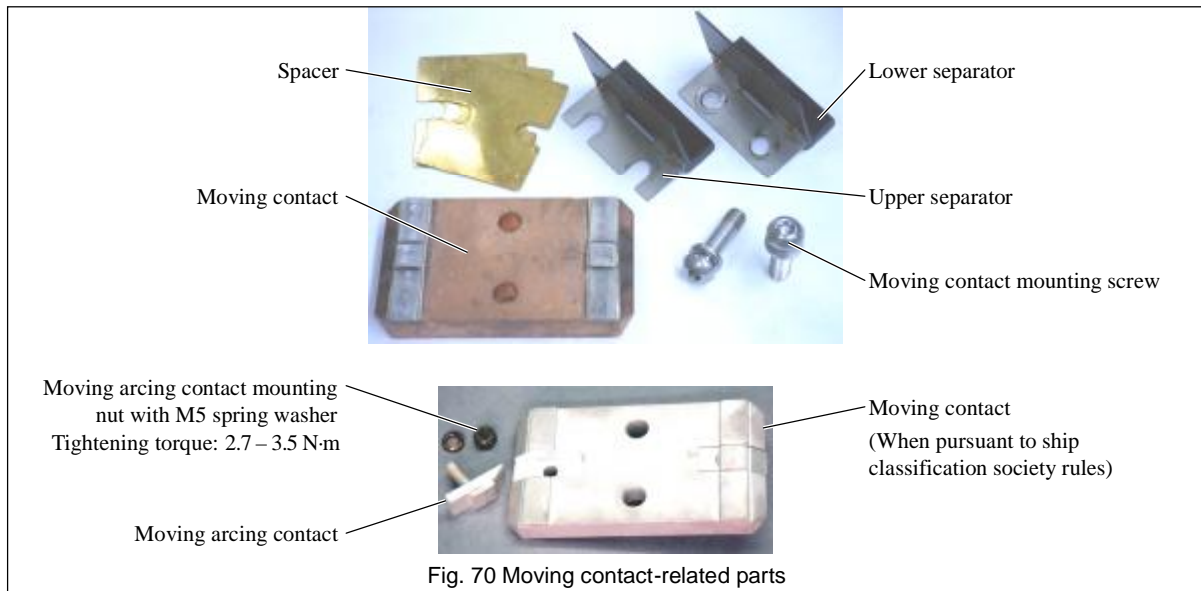 Spacer
Lower separator
Moving contact
Upper separator
Moving contact mounting screw
Moving arcing contact mounting
nut with M5 spring washer
Tightening torque: 2.7 – 3.5 N·m
Moving contact
(When pursuant to ship
classification society rules)
Moving arcing contact
Fig. 70 Moving contact-related parts